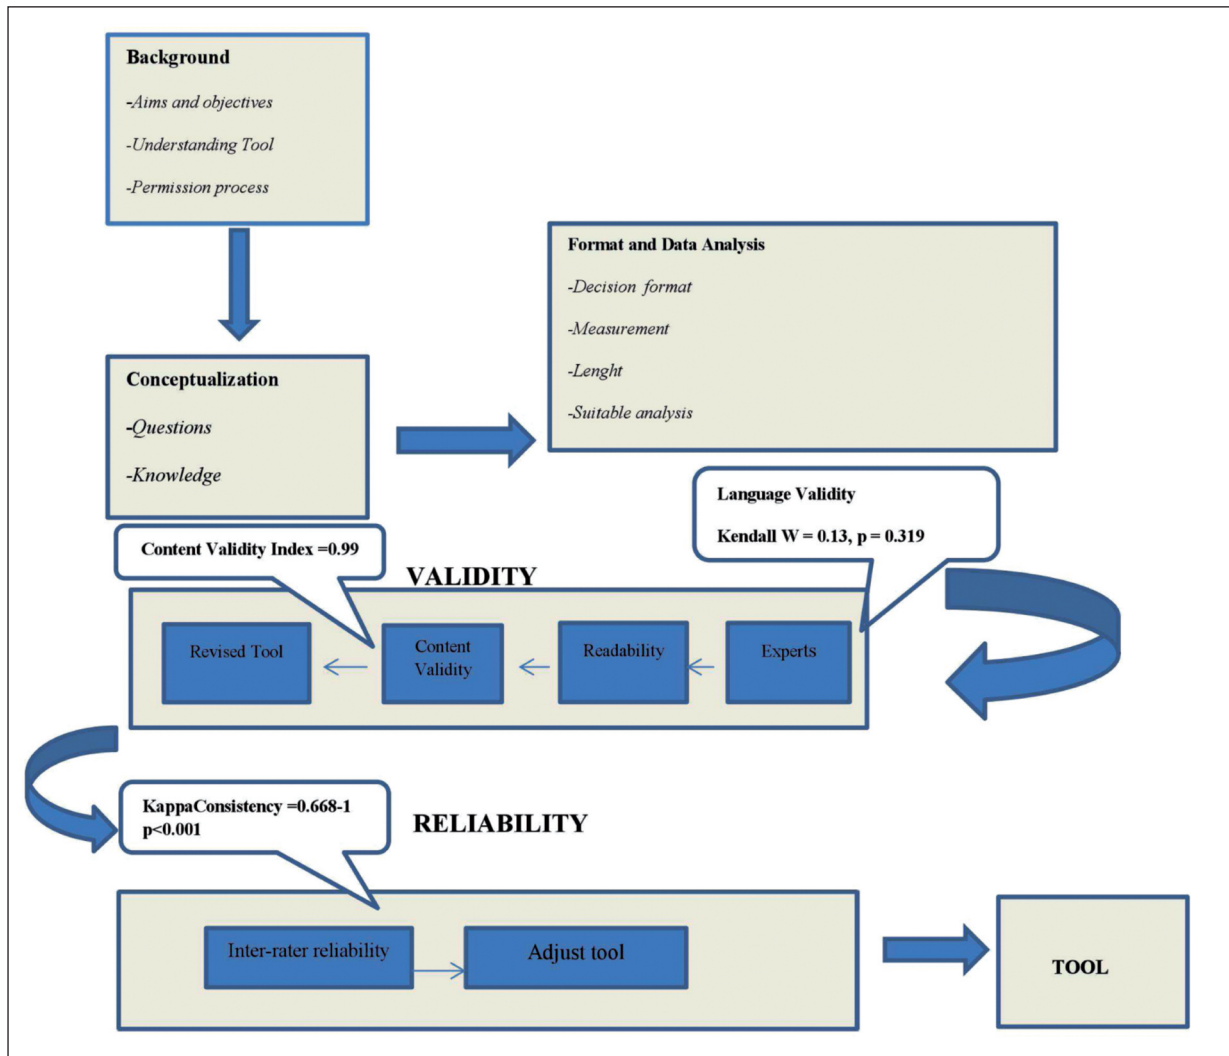 Background
-Aims and objectives
-Understanding Tool
-Permission process
Format and Data Analysis
-Decision format
-Measurement
-Lenght
-Suitable analysis
Conceptualization
-Questions
-Knowledge
Language Validity
Kendall W = 0.13, p = 0.319
Content Validity Index =0.99
VALIDITY
Revised Tool
Content
Validity
Readability
Experts
KappaConsistency =0.668-1
p<0.001
RELIABILITY
Inter-rater reliability
Adjust tool
TOOL